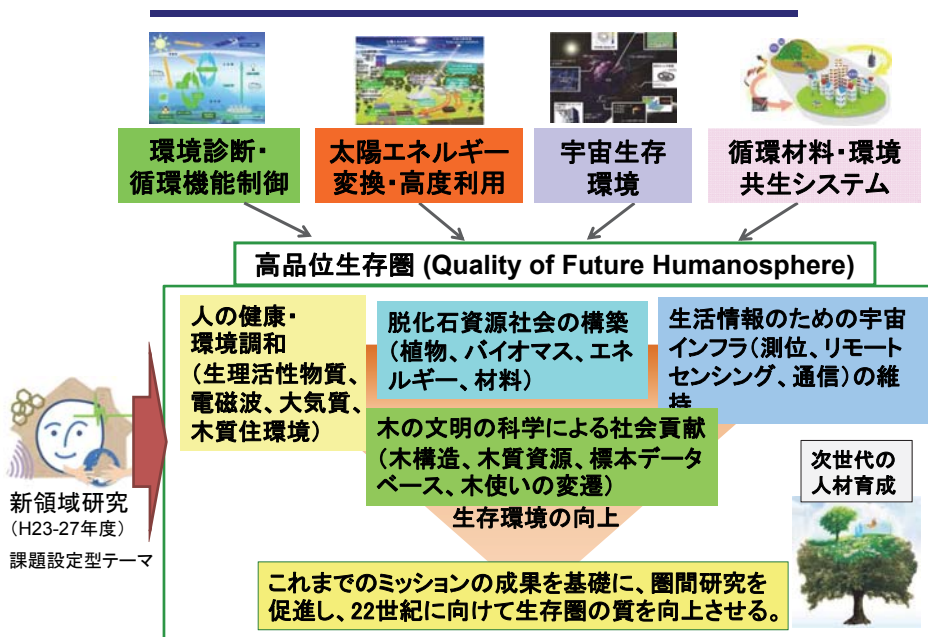 環境診断・
循環機能制御
太陽エネルギー
変換・高度利用
宇宙生存
環境
循環材料・環境
共生システム
高品位生存圏 (Quality of Future Humanosphere)
人の健康・
環境調和
（生理活性物質、
電磁波、大気質、
木質住環境）
脱化石資源社会の構築
（植物、バイオマス、エネ
ルギー、材料）
生活情報のための宇宙
インフラ（測位、リモート
センシング、通信）の維
持
木の文明の科学による社会貢献
（木構造、木質資源、標本データ
ベース、木使いの変遷）
生存環境の向上
新領域研究
（H23-27年度）
課題設定型テーマ
次世代の
人材育成
これまでのミッションの成果を基礎に、圏間研究を
促進し、22世紀に向けて生存圏の質を向上させる。